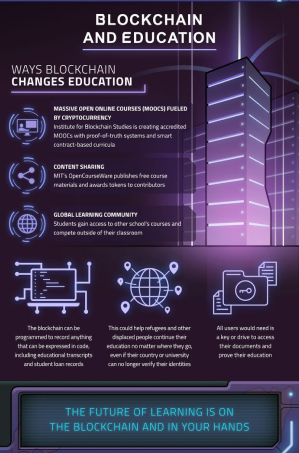 BLOCKCHAIN
AND EDUCATION
WAYS BLOCKCHAIN
CHANGES EDUCATION
MASSIVE OPEN ONLINE COURSES (MOOCS) FUELED
BY CRYPTOCURRENCY
Institute for Blockchain Studies is creating accredited
MOOCs with proof-of-truth systems and smart
contract-based curricula
CONTENT SHARING
MIT's OpenCourseWare publishes free course
materials and awards tokens to contributors
GLOBAL LEARNING COMMUNITY
Students gain access to other school's courses and
compete outside of their classroom
The blockchain can be
programmed to record anything
that can be expressed in code,
including educational transcripts
and student loan records
This could help refugees and other
displaced people continue their
education no matter where they go,
even if their country or university
can no longer verify their identities
All users would need is
a key or drive to access
their documents and
prove their education
THE FUTURE OF LEARNING IS ON
THE BLOCKCHAIN AND IN YOUR HANDS